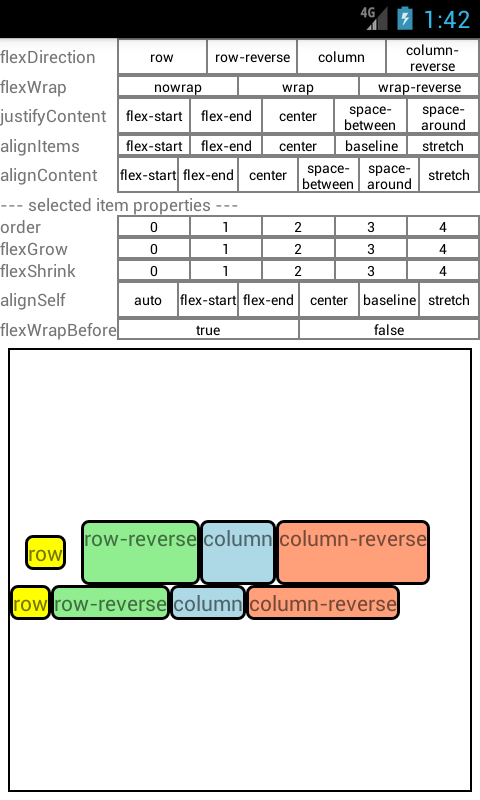 4G 1:42
flexDirection row row-reverse column column-reverse
flexWrap nowrap wrap wrap-reverse
justifyContent flex-start flex-end center space-between space-around
alignItems flex-start flex-end center baseline stretch
alignContent flex-start flex-end center space-between space-around stretch
--- selected item properties ---
order 0 1 2 3 4
flexGrow 0 1 2 3 4
flexShrink 0 1 2 3 4
alignSelf auto flex-start flex-end center baseline stretch
flexWrapBefore true false
row row-reverse column column-reverse
row row-reverse column column-reverse